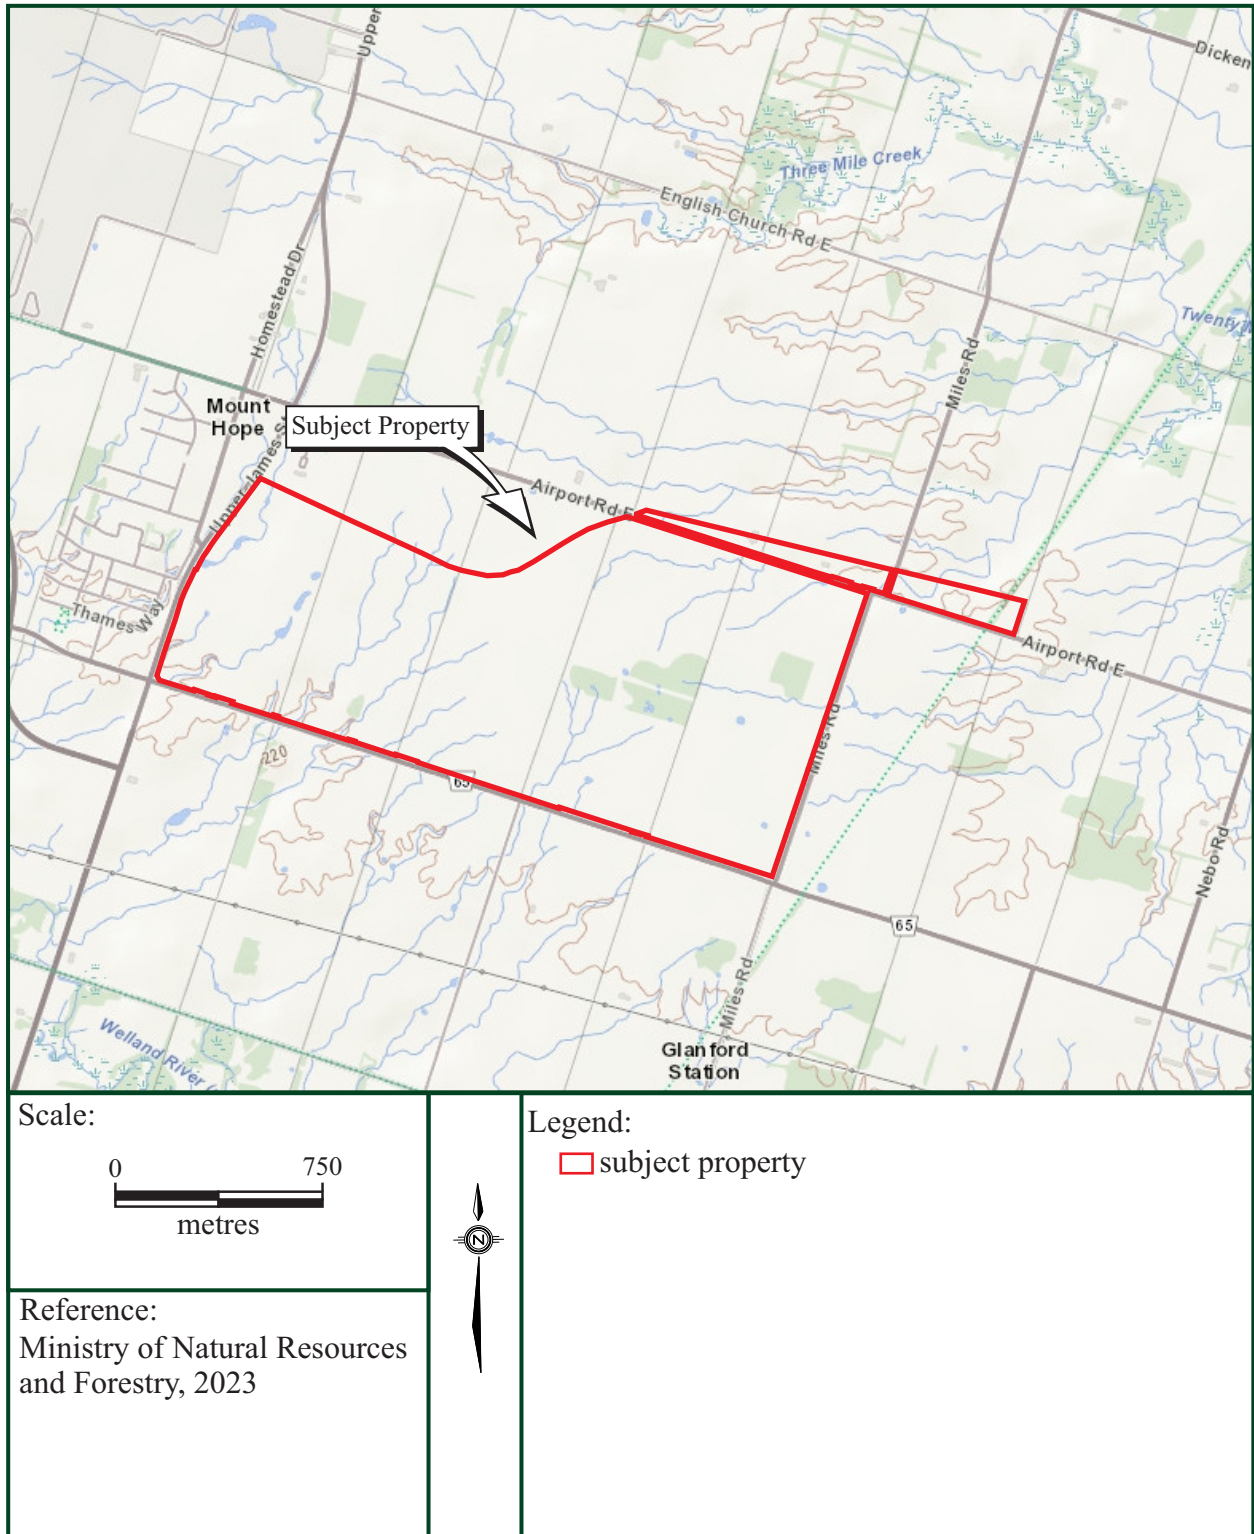 Upper
Dicken
Three Mile Creek
English Church Rd E
Homestead Dr
Twenty
Miles Rd
Mount
Hope
Upper James S
Subject Property
Airport Rd E
Thames Way
Airport Rd E
Miles Rd
220
65
Nebo Rd
65
Miles Rd
Welland River
Glanford
Station
Scale:
0 750
metres
N
Legend:
subject property
Reference:
Ministry of Natural Resources
and Forestry, 2023